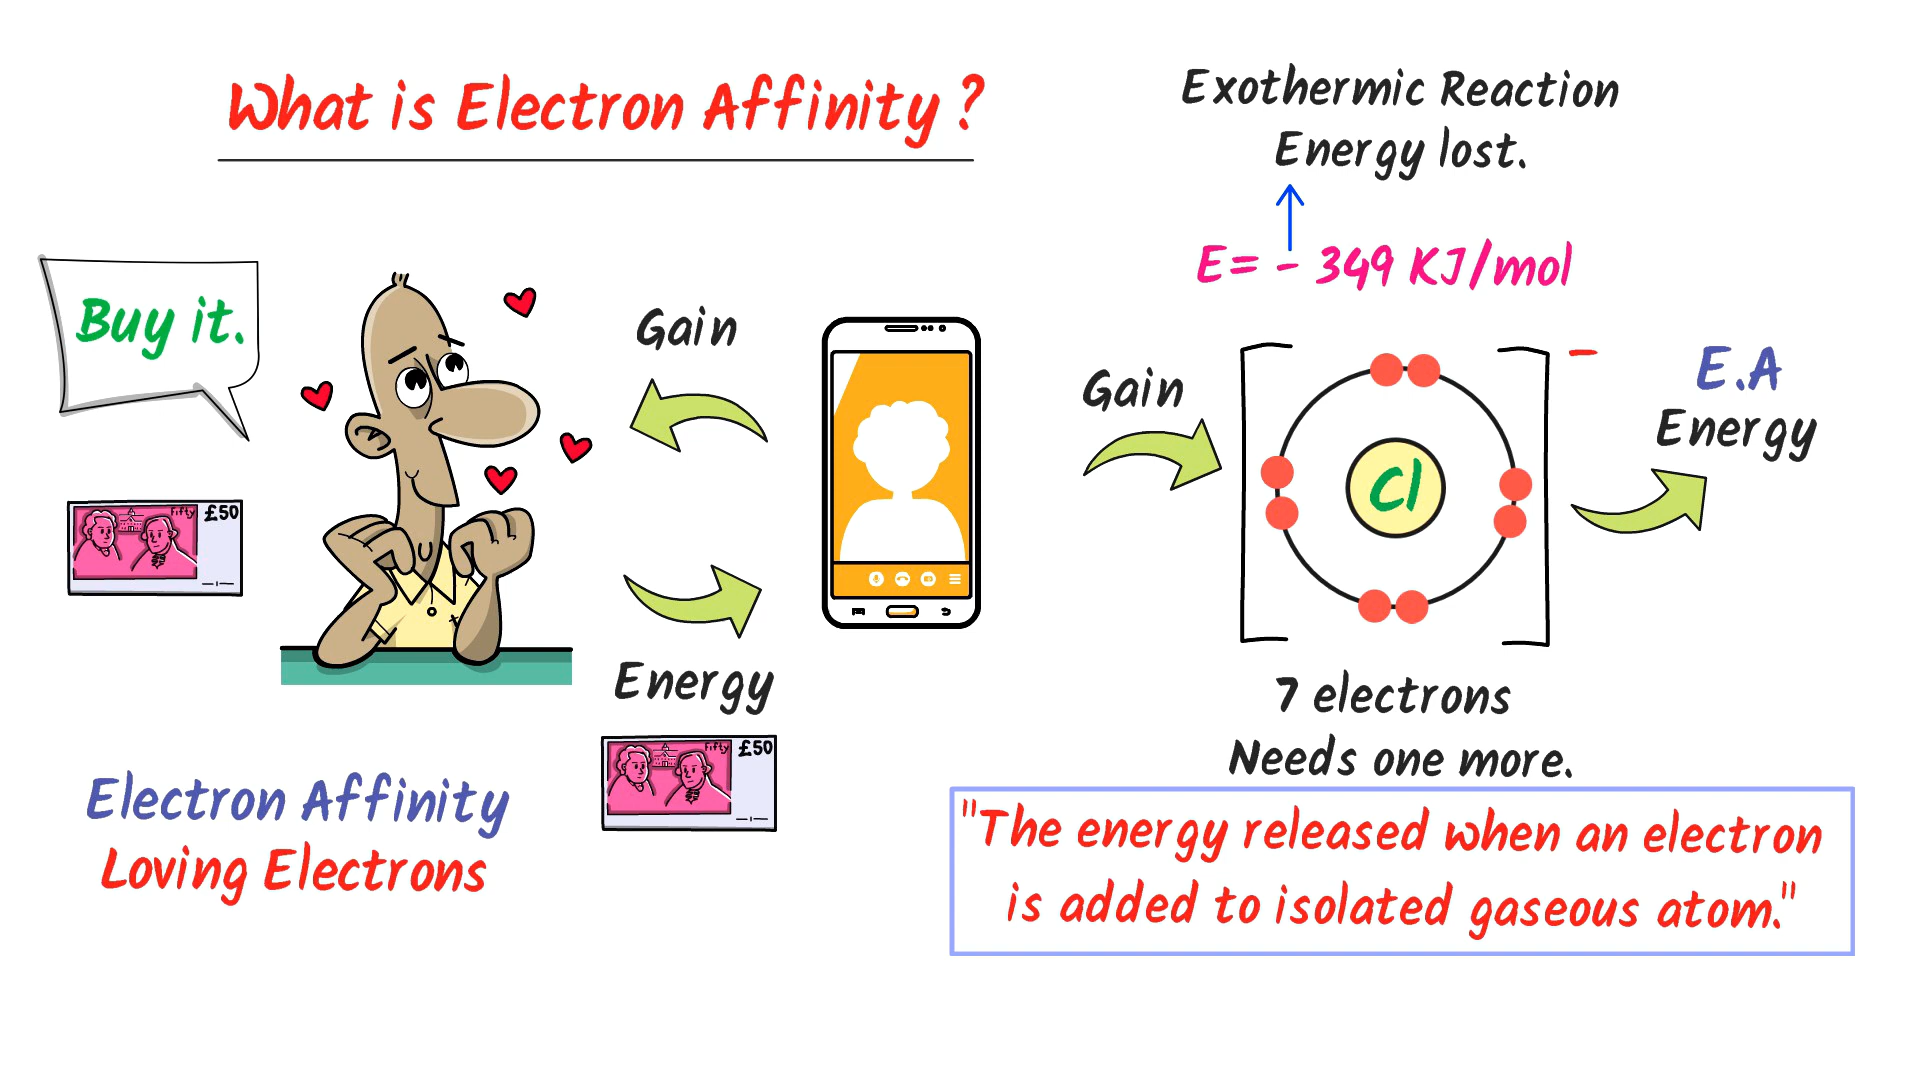 What is Electron Affinity ?
Exothermic Reaction
Energy lost.
E= - 349 KJ/mol
Buy it.
Gain
Gain
E.A
Energy
Cl
-
fifty £50
Energy
7 electrons
Needs one more.
fifty £50
Electron Affinity
Loving Electrons
"The energy released when an electron
is added to isolated gaseous atom."